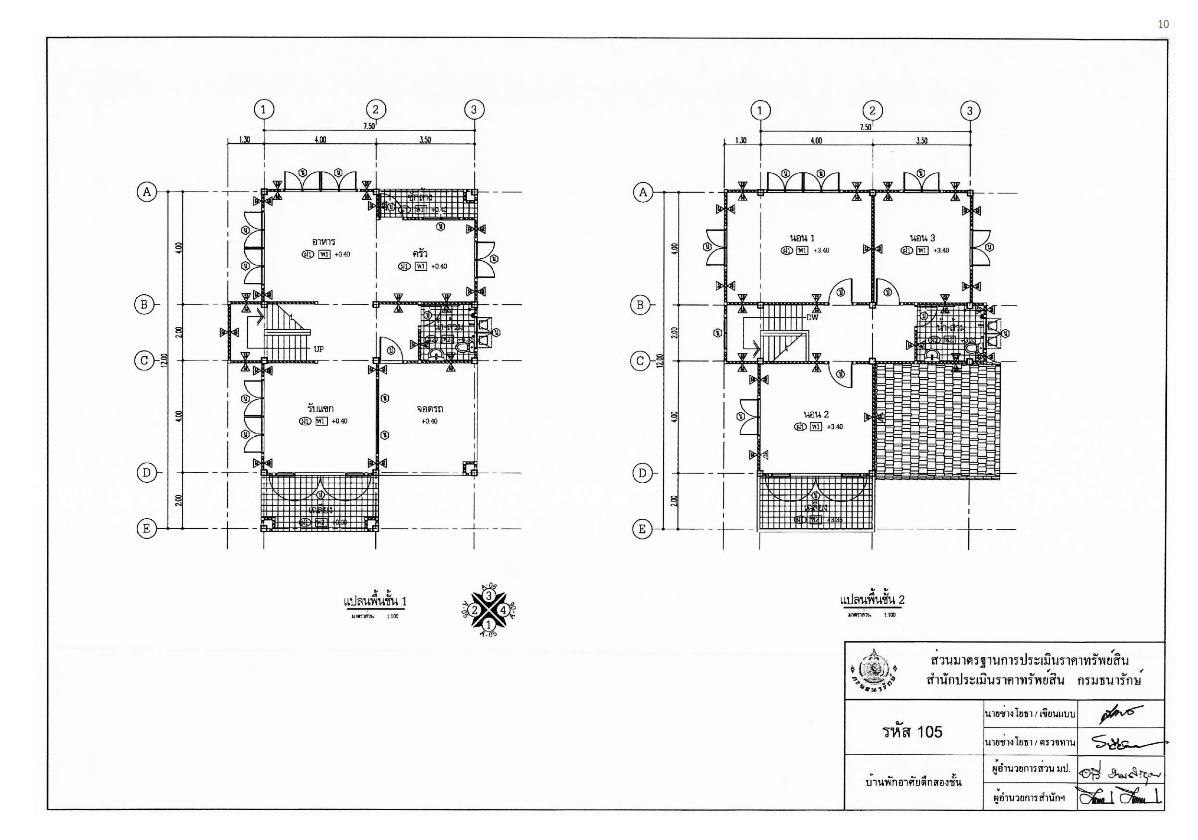 10
1
2
3
7.50
1.30
4.00
3.50
A
B
C
D
E
4.00
2.00
4.00
2.00
12.00
อาหาร
+0.40
ครัว
+0.40
UP
รับแขก
+0.40
จอดรถ
+0.40
แปลนพื้นชั้น 1
มาตราส่วน 1:100
3
2
4
1
1
2
3
7.50
1.30
4.00
3.50
A
B
C
D
E
4.00
2.00
4.00
2.00
12.00
นอน 1
+3.40
นอน 3
+3.40
DW
นอน 2
+3.40
แปลนพื้นชั้น 2
มาตราส่วน 1:100
ส่วนมาตรฐานการประเมินราคาทรัพย์สิน
สำนักประเมินราคาทรัพย์สิน กรมธนารักษ์
กรมธนารักษ์
รหัส 105
นายช่างโยธา / เขียนแบบ
นายช่างโยธา / ตรวจทาน
บ้านพักอาศัยตึกสองชั้น
ผู้อำนวยการส่วน มป.
ผู้อำนวยการสำนักฯ